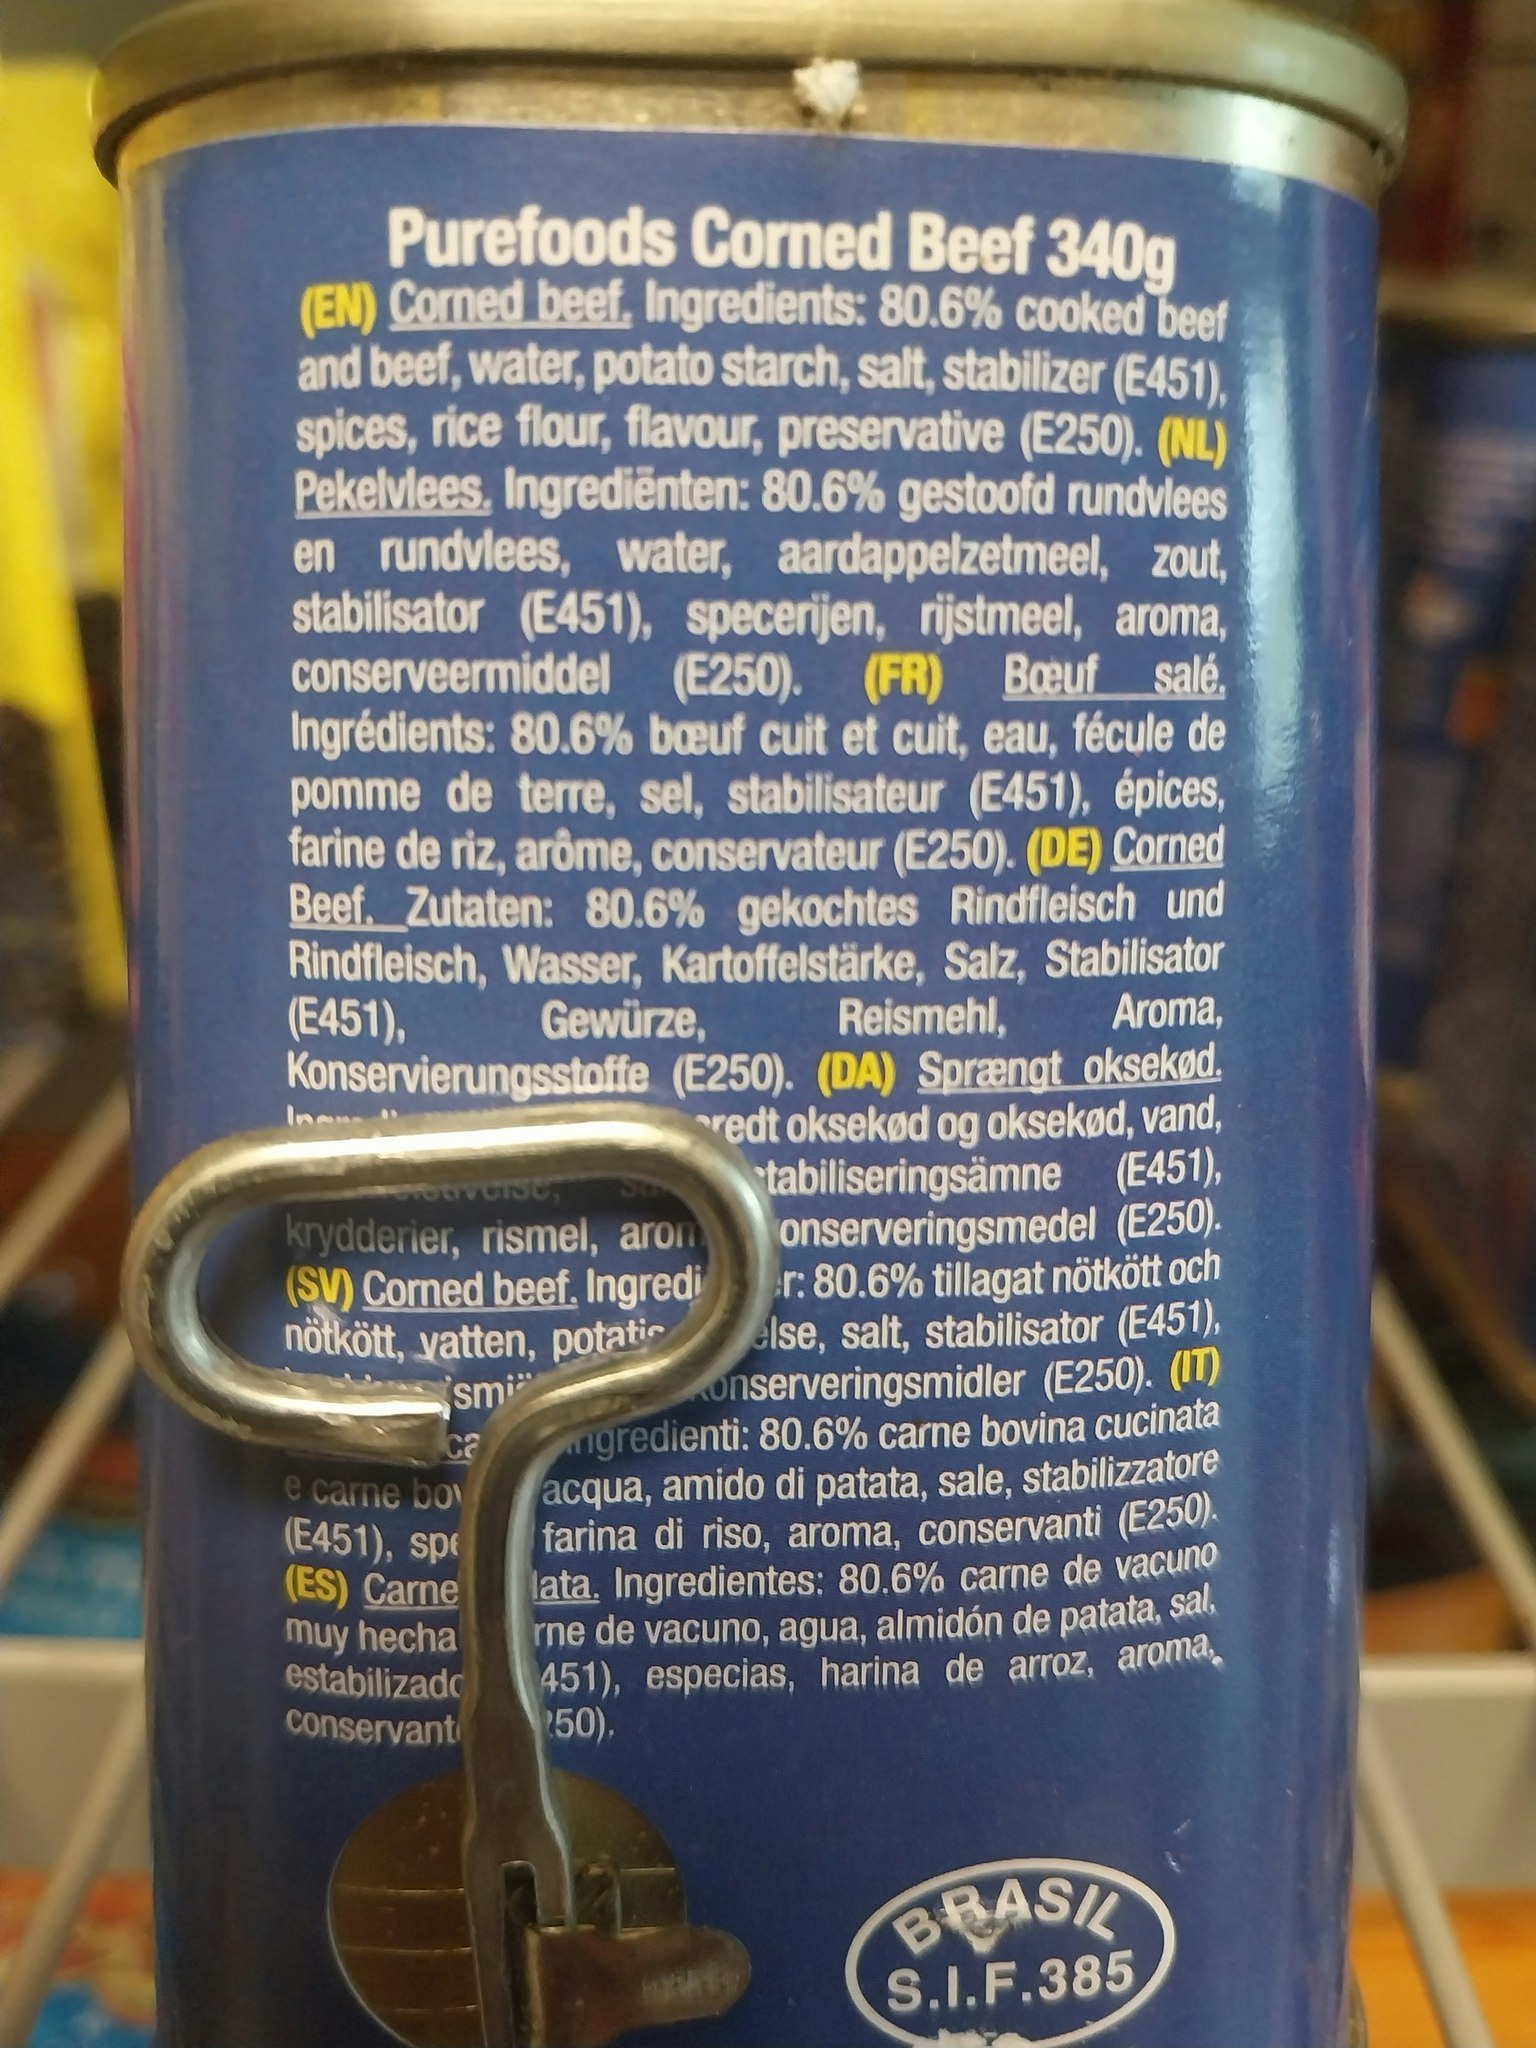 Purefoods Corned Beef 340g
(EN) Corned beef. Ingredients: 80.6% cooked beef
and beef, water, potato starch, salt, stabilizer (E451),
spices, rice flour, flavour, preservative (E250). (NL)
Pekelvlees. Ingrediënten: 80.6% gestoofd rundvlees
en rundvlees, water, aardappelzetmeel, zout,
stabilisator (E451), specerijen, rijstmeel, aroma,
conserveermiddel (E250). (FR) Bœuf salé.
Ingrédients: 80.6% bœuf cuit et cuit, eau, fécule de
pomme de terre, sel, stabilisateur (E451), épices,
farine de riz, arôme, conservateur (E250). (DE) Corned
Beef. Zutaten: 80.6% gekochtes Rindfleisch und
Rindfleisch, Wasser, Kartoffelstärke, Salz, Stabilisator
(E451), Gewürze, Reismehl, Aroma,
Konservierungsstoffe (E250). (DA) Sprængt oksekød.
oksekød og oksekød, vand,
(E451),
krydderier, rismel, (E250).
(SV) Corned beef. 80.6% tillagat nötkött och
nötkött, vatten, salt, stabilisator (E451),
(E250). (IT)
80.6% carne bovina cucinata
e carne acqua, amido di patata, sale, stabilizzatore
(E451), farina di riso, aroma, conservanti (E250).
(ES) Carne Ingredientes: 80.6% carne de vacuno
muy hecha de vacuno, agua, almidón de patata, sal,
especias, harina de arroz, aroma,
BRASIL
S.I.F.385